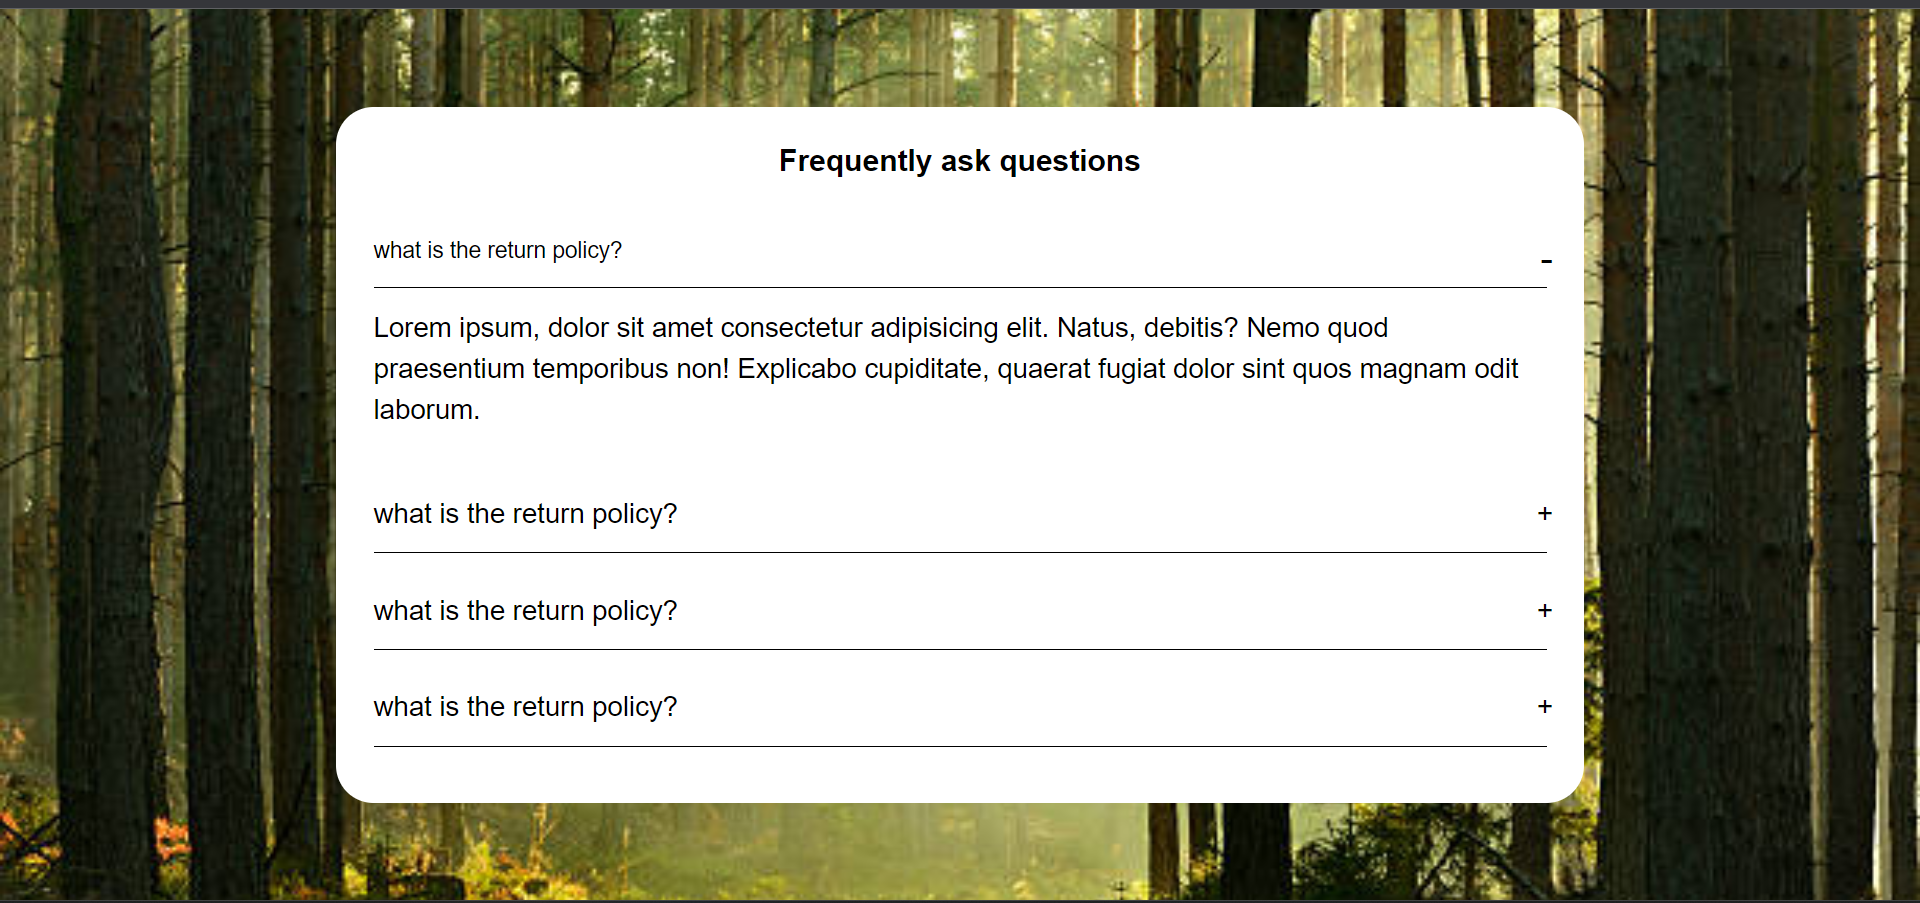 Frequently ask questions
what is the return policy?
-
Lorem ipsum, dolor sit amet consectetur adipisicing elit. Natus, debitis? Nemo quod
praesentium temporibus non! Explicabo cupiditate, quaerat fugiat dolor sint quos magnam odit
laborum.
what is the return policy? +
what is the return policy? +
what is the return policy? +